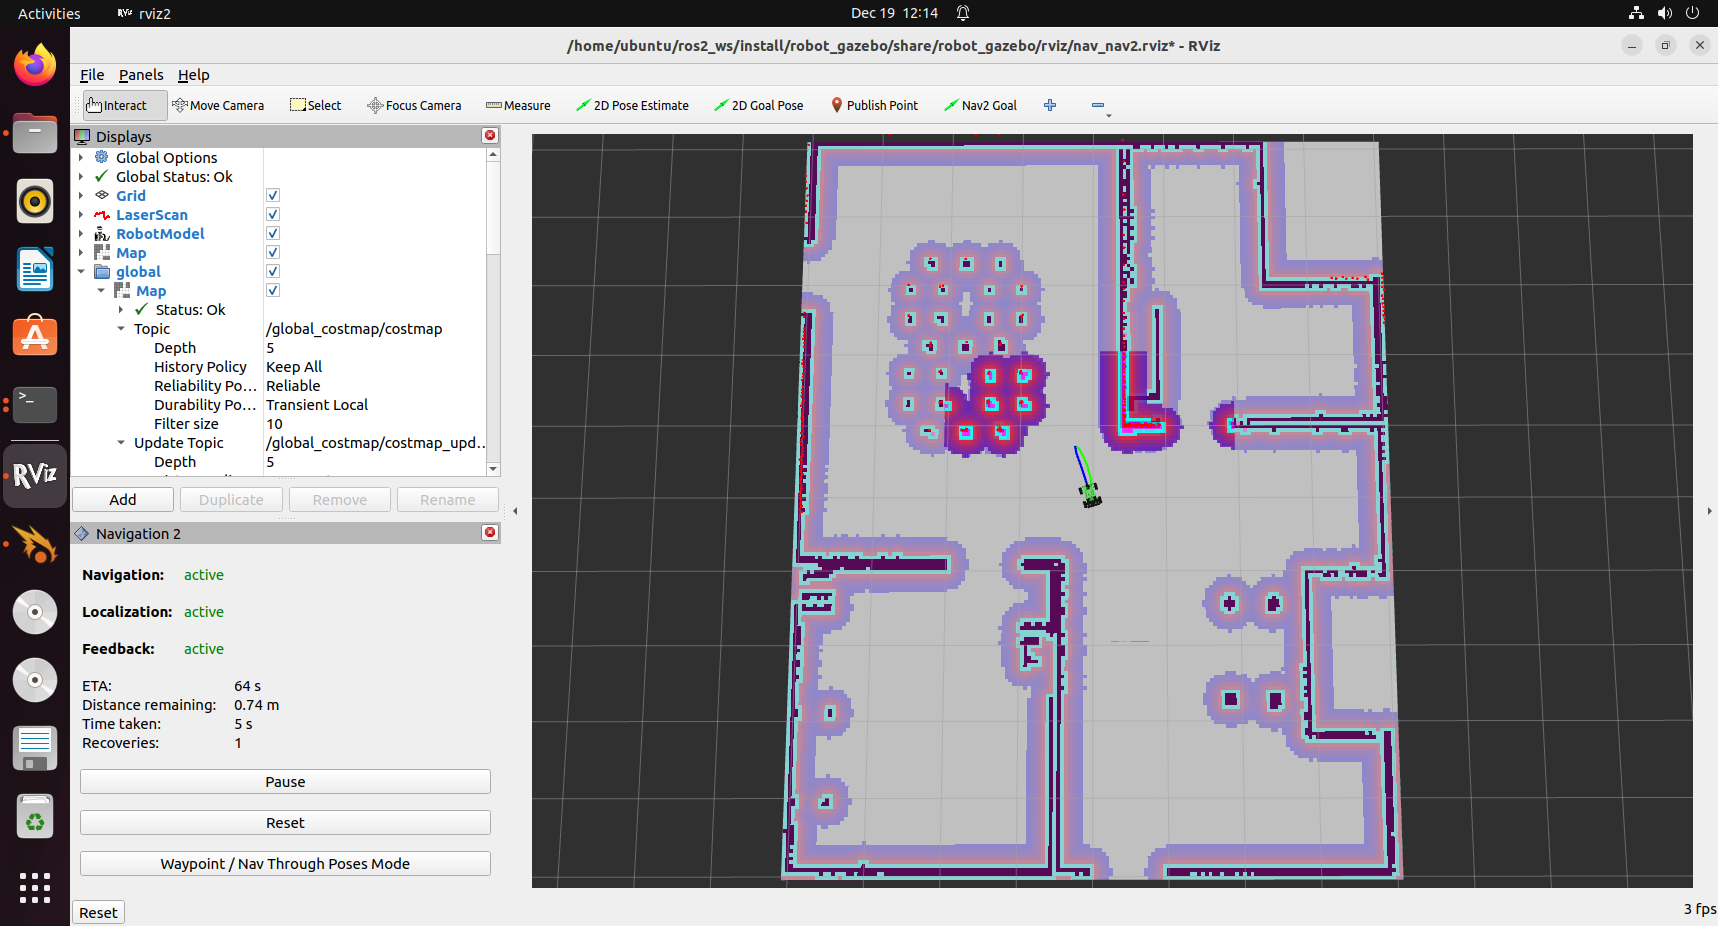 Activities
RViz rviz2
Dec 19 12:14
/home/ubuntu/ros2_ws/install/robot_gazebo/share/robot_gazebo/rviz/nav_nav2.rviz* - RViz
File Panels Help
Interact Move Camera Select Focus Camera Measure 2D Pose Estimate 2D Goal Pose Publish Point Nav2 Goal
Displays
Global Options
Global Status: Ok
Grid
LaserScan
RobotModel
Map
global
Map
Status: Ok
Topic /global_costmap/costmap
Depth 5
History Policy Keep All
Reliability Po... Reliable
Durability Po... Transient Local
Filter size 10
Update Topic /global_costmap/costmap_upd...
Depth 5
Add Duplicate Remove Rename
RViz
Navigation 2
Navigation: active
Localization: active
Feedback: active
ETA: 64 s
Distance remaining: 0.74 m
Time taken: 5 s
Recoveries: 1
Pause
Reset
Waypoint / Nav Through Poses Mode
Reset
3 fps